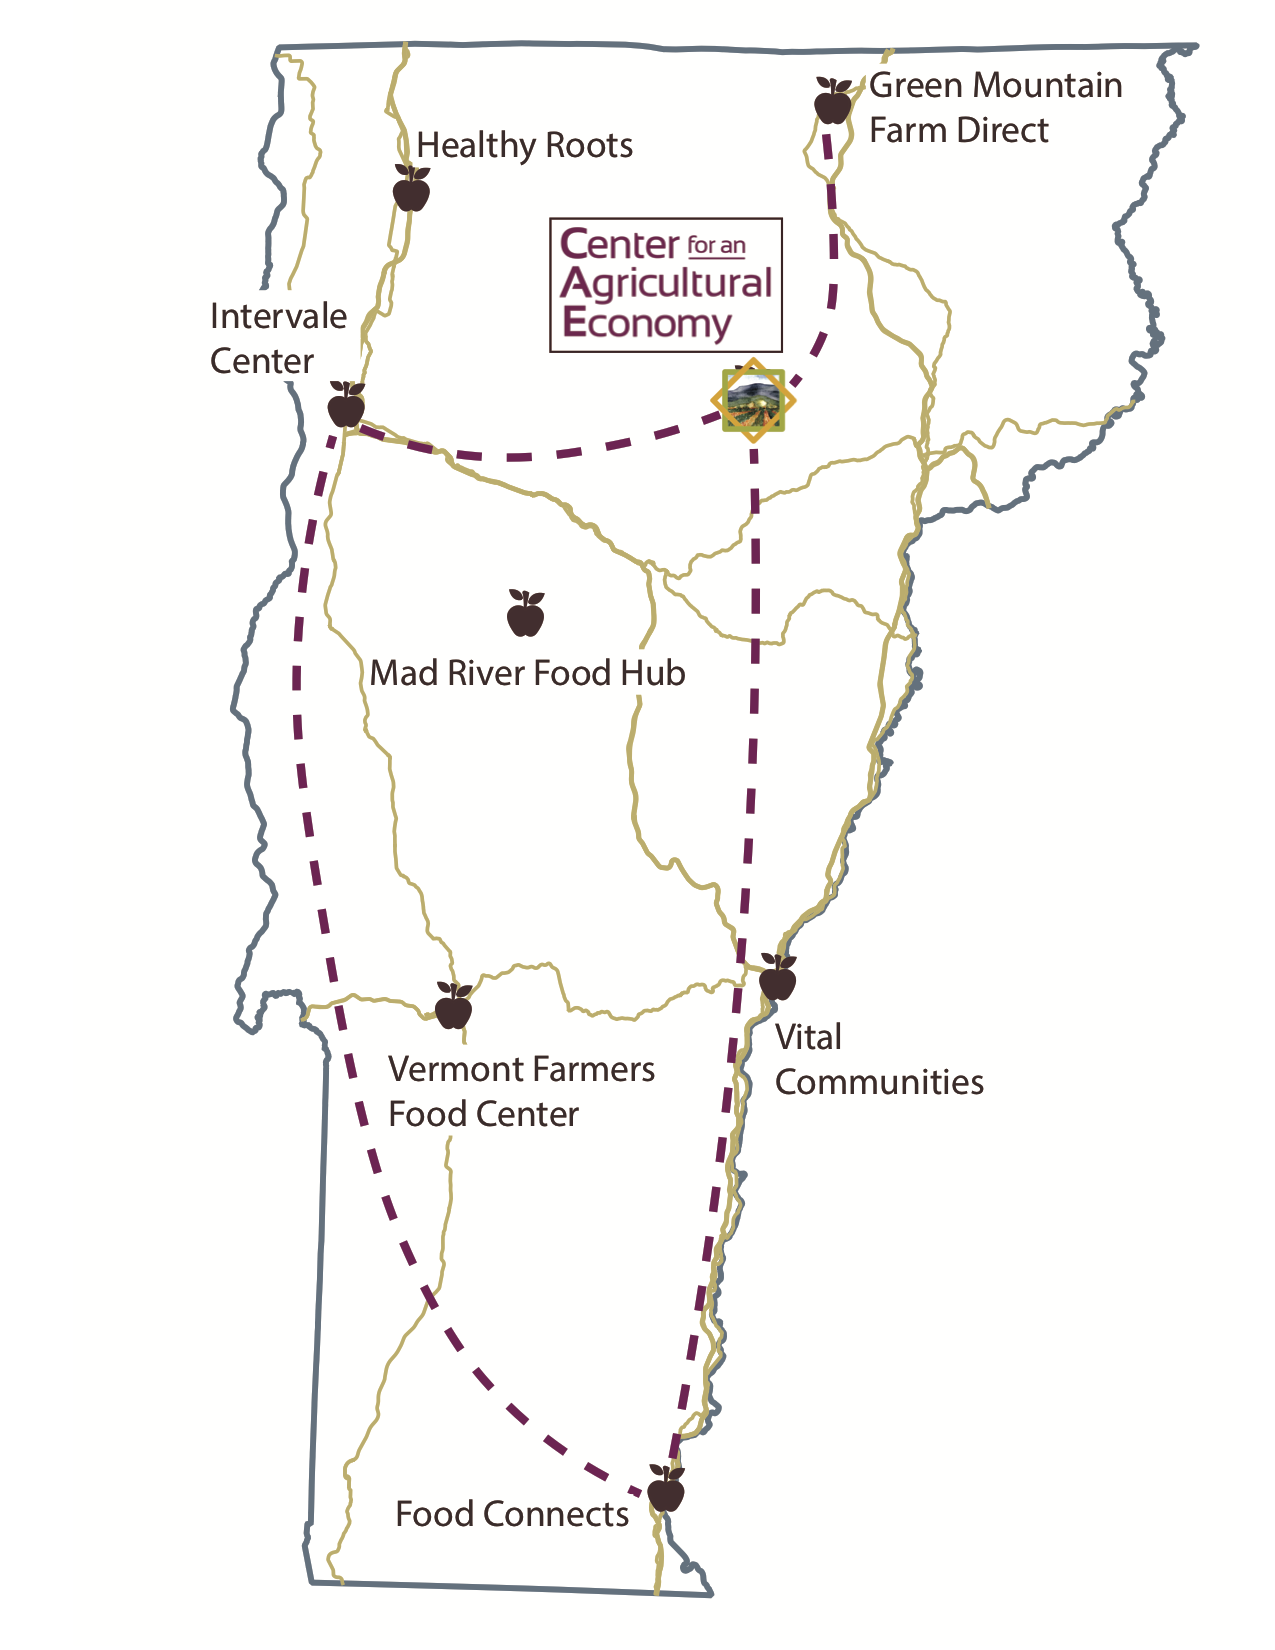 Green Mountain
Farm Direct
Healthy Roots
Center for an
Agricultural
Economy
Intervale
Center
Mad River Food Hub
Vital
Communities
Vermont Farmers
Food Center
Food Connects